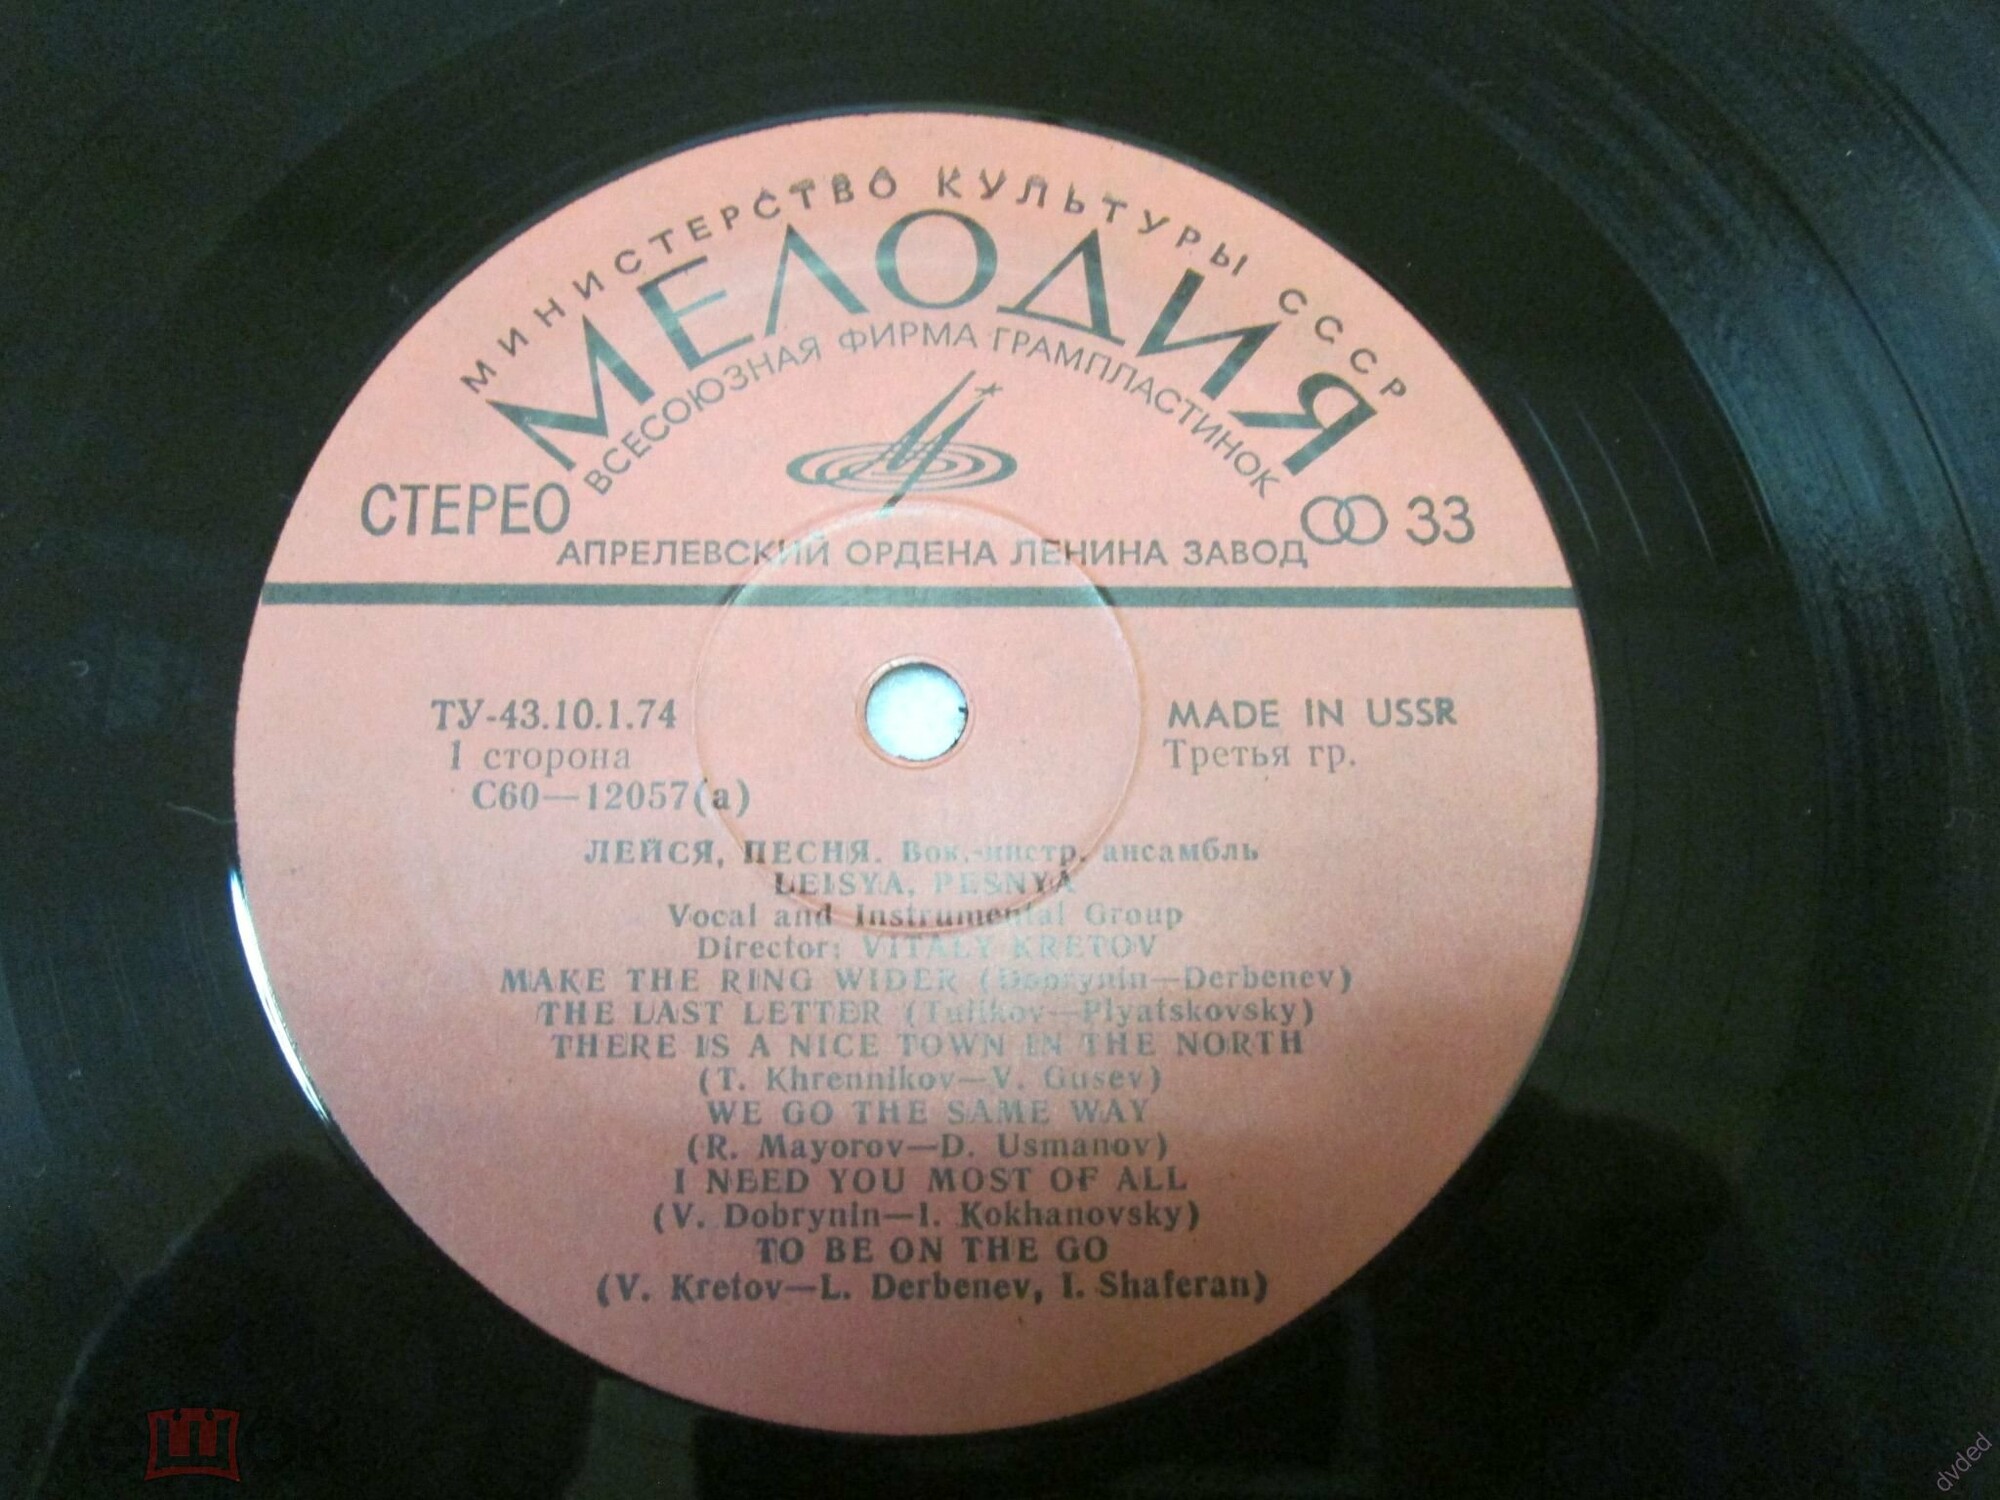 МИНИСТЕРСТВО КУЛЬТУРЫ СССР
МЕЛОДИЯ
ВСЕСОЮЗНАЯ ФИРМА ГРАМПЛАСТИНОК
СТЕРЕО
33
АПРЕЛЕВСКИЙ ОРДЕНА ЛЕНИНА ЗАВОД
ТУ-43.10.1.74
MADE IN USSR
1 сторона
Третья гр.
С60—12057(а)
ЛЕЙСЯ, ПЕСНЯ. Вок.-инстр. ансамбль
LEISYA, PESNYA
Vocal and Instrumental Group
Director: VITALY KRETOV
MAKE THE RING WIDER (Dobrynin—Derbenev)
THE LAST LETTER (Tulikov—Plyatskovsky)
THERE IS A NICE TOWN IN THE NORTH
(T. Khrennikov—V. Gusev)
WE GO THE SAME WAY
(R. Mayorov—D. Usmanov)
I NEED YOU MOST OF ALL
(V. Dobrynin—I. Kokhanovsky)
TO BE ON THE GO
(V. Kretov—L. Derbenev, I. Shaferan)
мешок
dvded